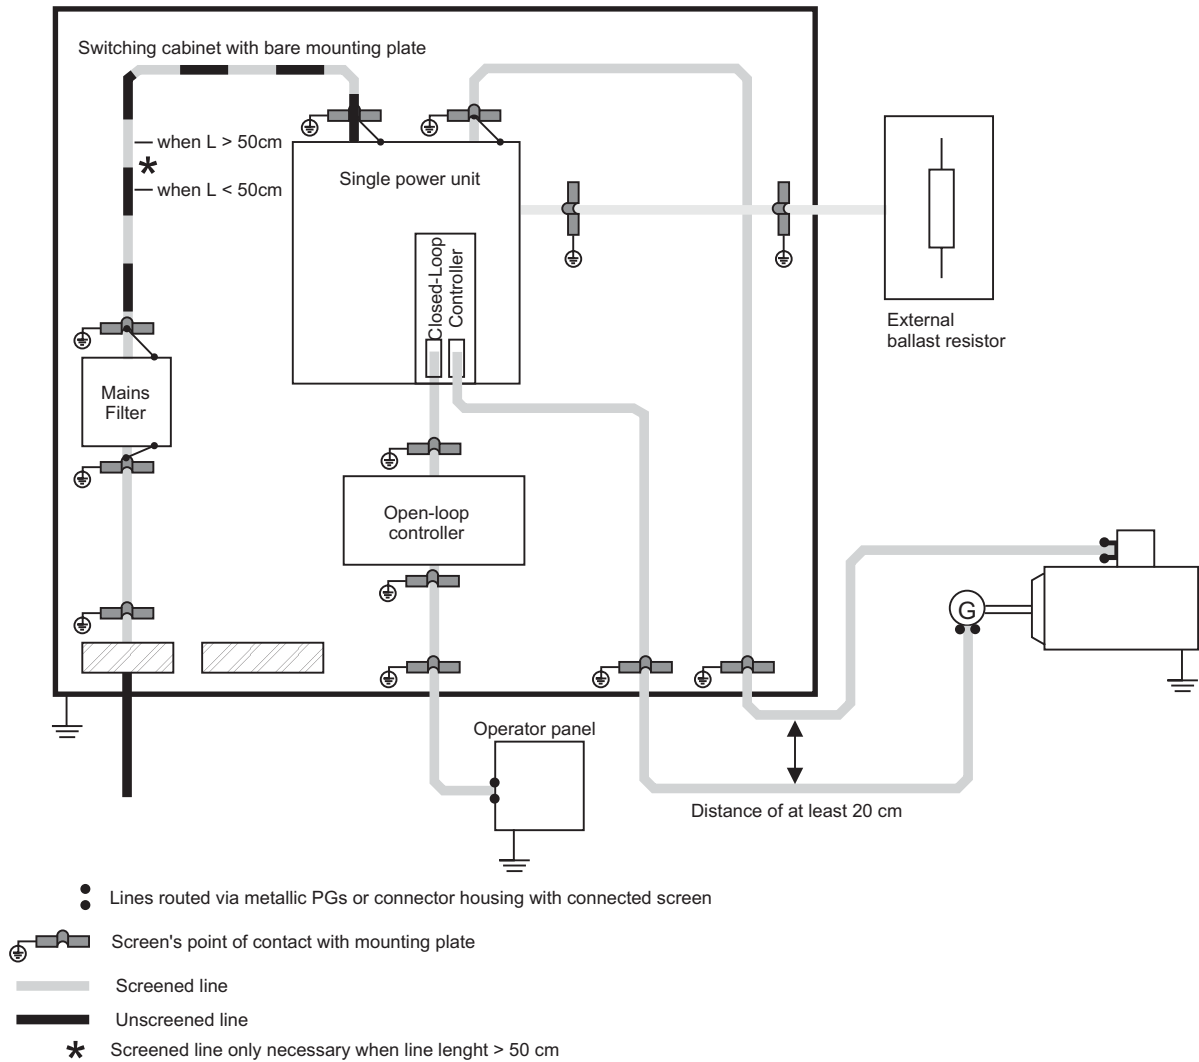 Switching cabinet with bare mounting plate
when L > 50cm
*
when L < 50cm
Single power unit
Closed-Loop
Controller
External
ballast resistor
Mains
Filter
Open-loop
controller
G
Operator panel
Distance of at least 20 cm
Lines routed via metallic PGs or connector housing with connected screen
Screen's point of contact with mounting plate
Screened line
Unscreened line
* Screened line only necessary when line lenght > 50 cm